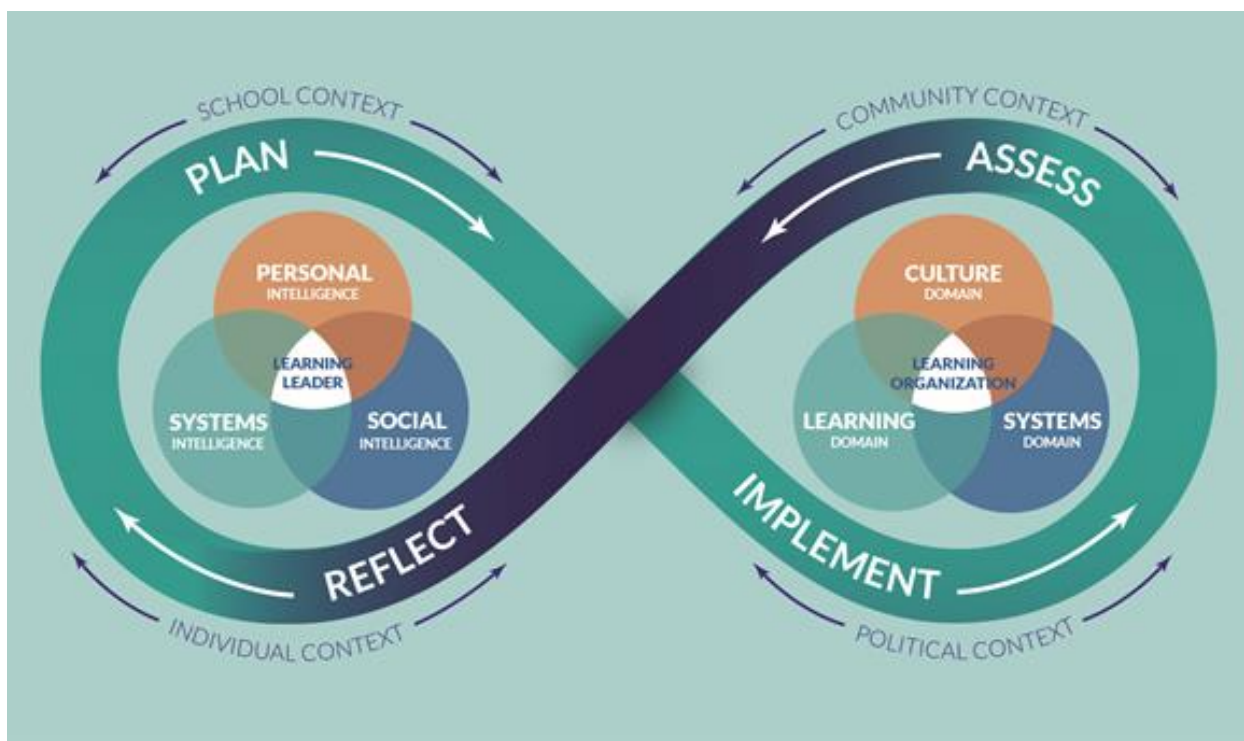 SCHOOL CONTEXT
PLAN
PERSONAL
INTELLIGENCE
LEARNING
LEADER
SYSTEMS
INTELLIGENCE
SOCIAL
INTELLIGENCE
REFLECT
INDIVIDUAL CONTEXT
COMMUNITY CONTEXT
ASSESS
CULTURE
DOMAIN
LEARNING
ORGANIZATION
LEARNING
DOMAIN
SYSTEMS
DOMAIN
IMPLEMENT
POLITICAL CONTEXT